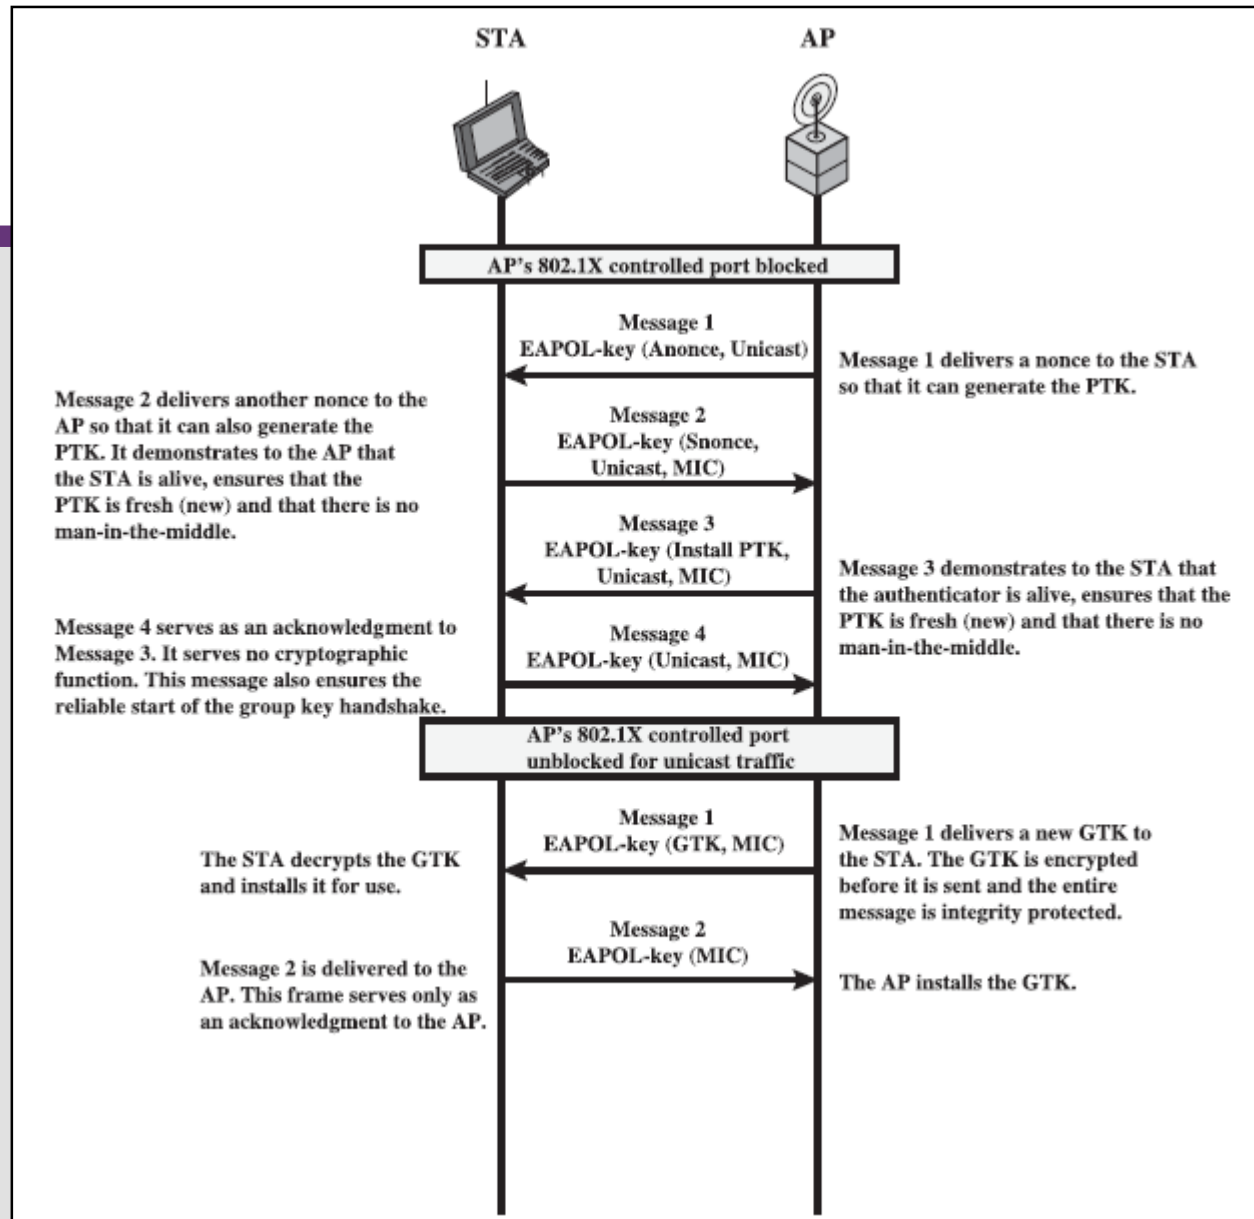 STA
AP
AP's 802.1X controlled port blocked
Message 1
EAPOL-key (Anonce, Unicast)
Message 1 delivers a nonce to the STA
so that it can generate the PTK.
Message 2 delivers another nonce to the
AP so that it can also generate the
PTK. It demonstrates to the AP that
the STA is alive, ensures that the
PTK is fresh (new) and that there is no
man-in-the-middle.
Message 2
EAPOL-key (Snonce,
Unicast, MIC)
Message 3
EAPOL-key (Install PTK,
Unicast, MIC)
Message 3 demonstrates to the STA that
the authenticator is alive, ensures that the
PTK is fresh (new) and that there is no
man-in-the-middle.
Message 4 serves as an acknowledgment to
Message 3. It serves no cryptographic
function. This message also ensures the
reliable start of the group key handshake.
Message 4
EAPOL-key (Unicast, MIC)
AP's 802.1X controlled port
unblocked for unicast traffic
Message 1
EAPOL-key (GTK, MIC)
Message 1 delivers a new GTK to
the STA. The GTK is encrypted
before it is sent and the entire
message is integrity protected.
The STA decrypts the GTK
and installs it for use.
Message 2
EAPOL-key (MIC)
Message 2 is delivered to the
AP. This frame serves only as
an acknowledgment to the AP.
The AP installs the GTK.